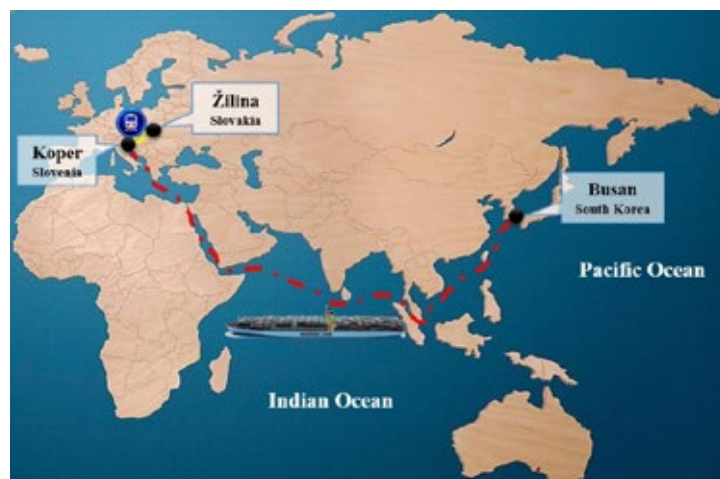 Žilina
Slovakia
Koper
Slovenia
Busan
South Korea
Pacific Ocean
Indian Ocean